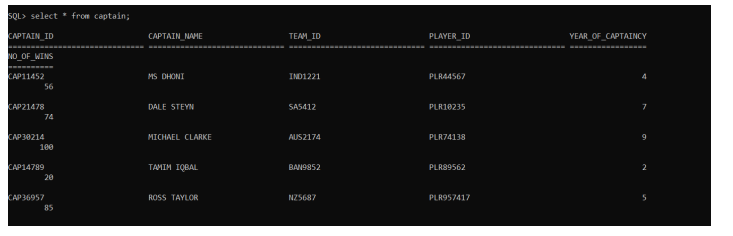 SQL> select * from captain;
CAPTAIN_ID CAPTAIN_NAME TEAM_ID PLAYER_ID YEAR_OF_CAPTAINCY
============================== ============================== ============================== ============================== =================
NO_OF_WINS
==========
CAP11452 MS DHONI IND1221 PLR44567 4
56
CAP21478 DALE STEYN SA5412 PLR10235 7
74
CAP30214 MICHAEL CLARKE AUS2174 PLR74138 9
100
CAP14789 TAMIM IQBAL BAN9852 PLR89562 2
20
CAP36957 ROSS TAYLOR NZ5687 PLR957417 5
85